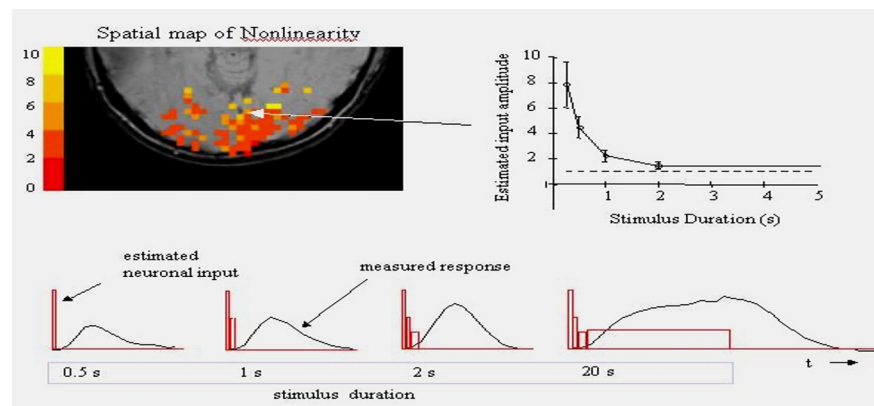 Spatial map of Nonlinearity
10
8
6
4
2
0
Estimated input amplitude
10
8
6
4
2
1 2 3 4 5
Stimulus Duration (s)
estimated
neuronal input
measured response
0.5 s 1 s 2 s 20 s
t
stimulus duration